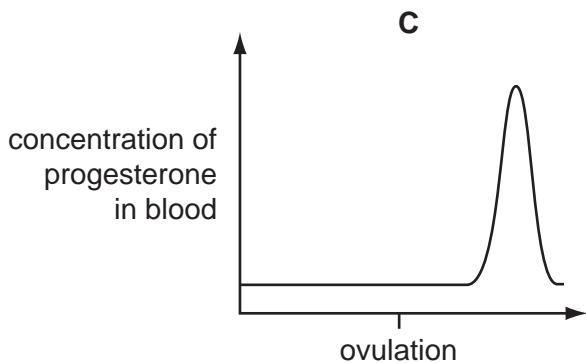 C
concentration of
progesterone
in blood
ovulation